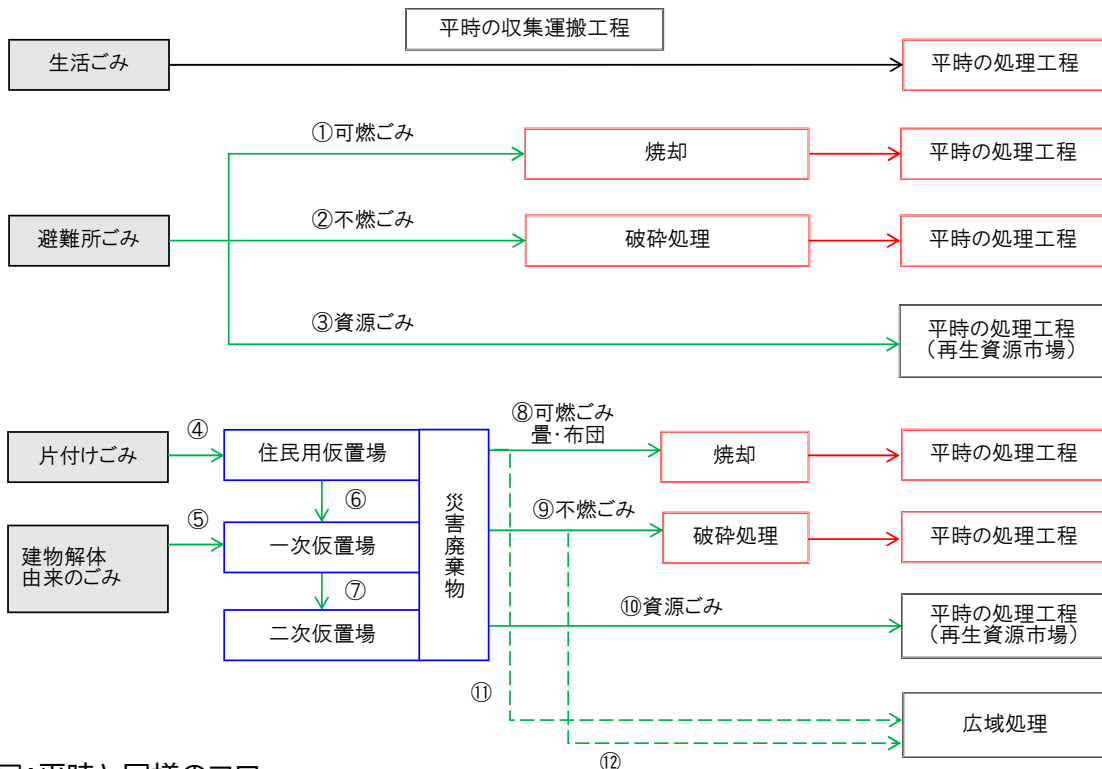 平時の収集運搬工程
生活ごみ
平時の処理工程
①可燃ごみ
焼却
平時の処理工程
避難所ごみ
②不燃ごみ
破砕処理
平時の処理工程
③資源ごみ
平時の処理工程
(再生資源市場)
片付けごみ
④
住民用仮置場
⑧可燃ごみ
畳・布団
焼却
平時の処理工程
⑥
建物解体
由来のごみ
⑤
一次仮置場
災害廃棄物
⑨不燃ごみ
破砕処理
平時の処理工程
⑦
二次仮置場
⑩資源ごみ
平時の処理工程
(再生資源市場)
⑪
広域処理
⑫